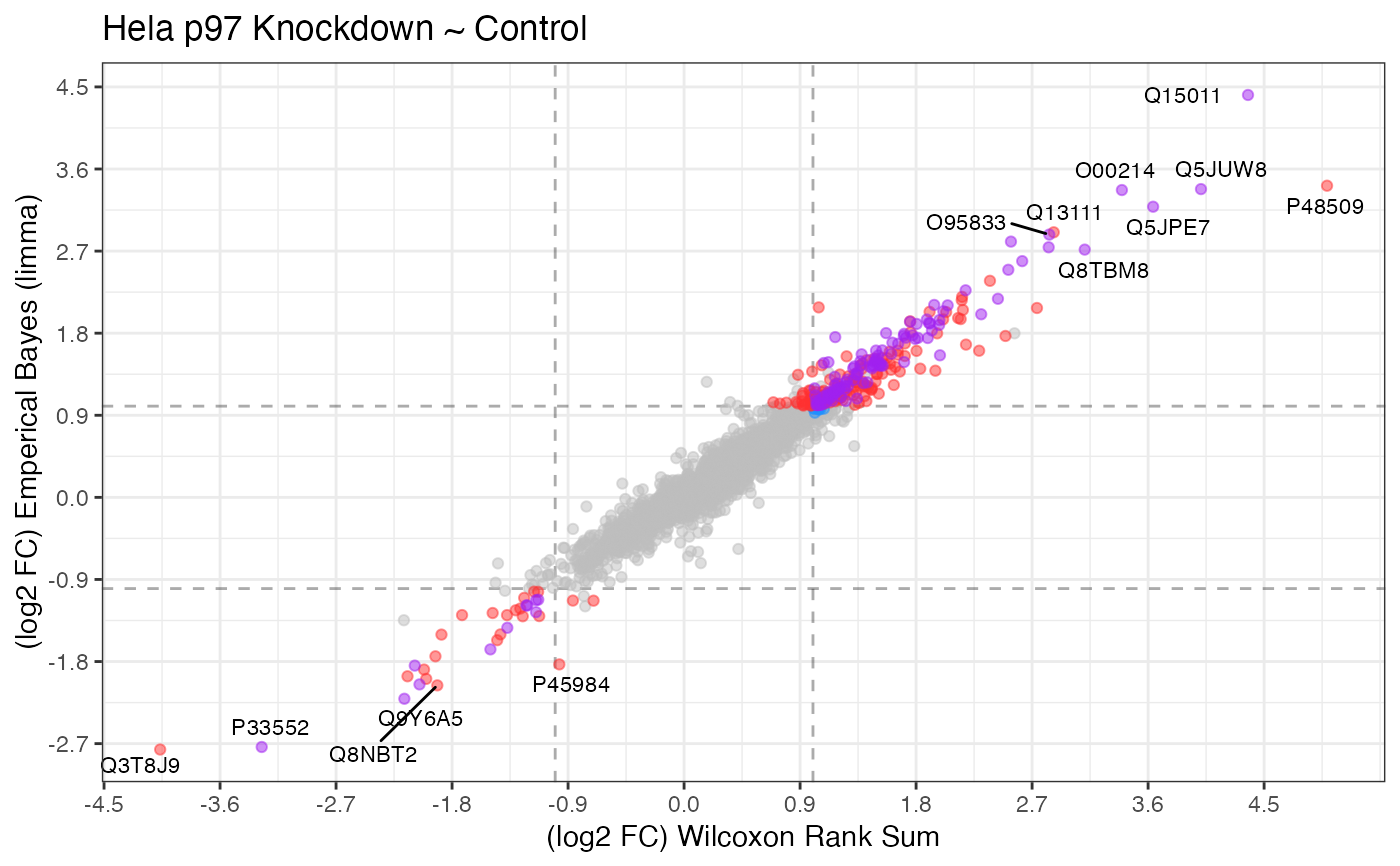 Hela p97 Knockdown ~ Control
(log2 FC) Emperical Bayes (limma)
4.5
3.6
2.7
1.8
0.9
0.0
-0.9
-1.8
-2.7
Q15011
O00214
Q5JUW8
P48509
Q13111
O95833
Q5JPE7
Q8TBM8
P45984
Q9Y6A5
P33552
Q8NBT2
Q3T8J9
-4.5
-3.6
-2.7
-1.8
-0.9
0.0
0.9
1.8
2.7
3.6
4.5
(log2 FC) Wilcoxon Rank Sum